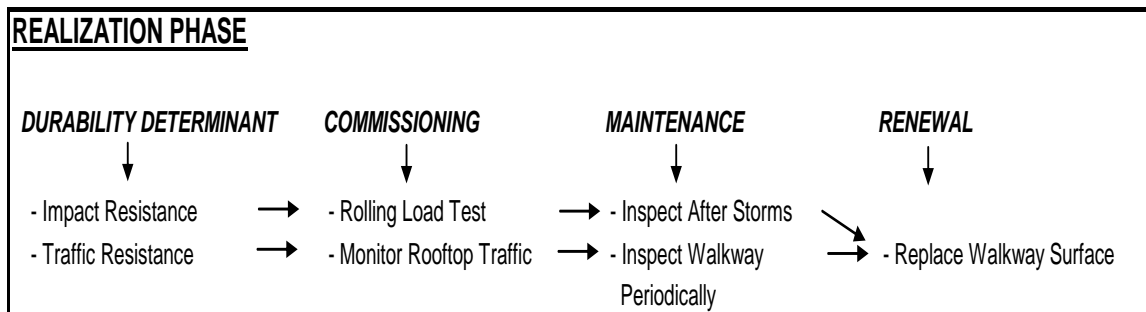 REALIZATION PHASE
DURABILITY DETERMINANT COMMISSIONING MAINTENANCE RENEWAL
- Impact Resistance - Rolling Load Test - Inspect After Storms
- Traffic Resistance - Monitor Rooftop Traffic - Inspect Walkway - Replace Walkway Surface
Periodically